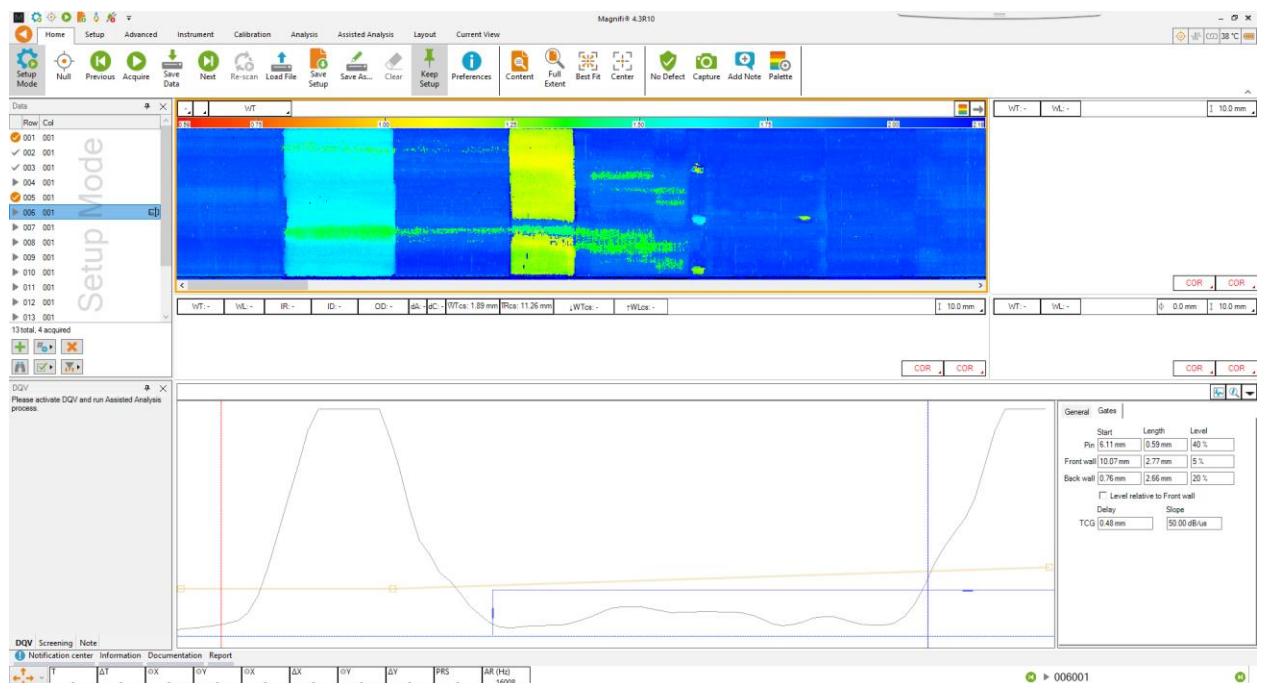 Magnifi® 4.3R10
Home Setup Advanced Instrument Calibration Analysis Assisted Analysis Layout Current View
38 °C
Setup Mode
Null
Previous
Acquire
Save Data
Next
Re-scan
Load File
Save Setup
Save As...
Clear
Keep Setup
Preferences
Content
Full Extent
Best Fit
Center
No Defect
Capture
Add Note
Palette
Data
Row Col
001 001
002 001
003 001
004 001
005 001
006 001
007 001
008 001
009 001
010 001
011 001
012 001
013 001
Setup Mode
13 total, 4 acquired
WT
0.50 0.75 1.00 1.25 1.50 1.75 2.00 2.18
WT: - WL: - 10.0 mm
COR COR
WT: - WL: - IR: - ID: - OD: - dA: - dC: - WTcs: 1.89 mm IRcs: 11.26 mm ↓WTcs: - ↑WLcs: - 10.0 mm
COR COR
WT: - WL: - 0.0 mm 10.0 mm
COR COR
DQV
Please activate DQV and run Assisted Analysis
process.
General Gates
Start Length Level
Pin 6.11 mm 0.59 mm 40 %
Front wall 10.07 mm 2.77 mm 5 %
Back wall 0.76 mm 2.66 mm 20 %
Level relative to Front wall
Delay Slope
TCG 0.48 mm 50.00 dB/us
DQV Screening Note
Notification center Information Documentation Report
T ΔT X Y X ΔX Y ΔY PRS AR (Hz)
16008
006001